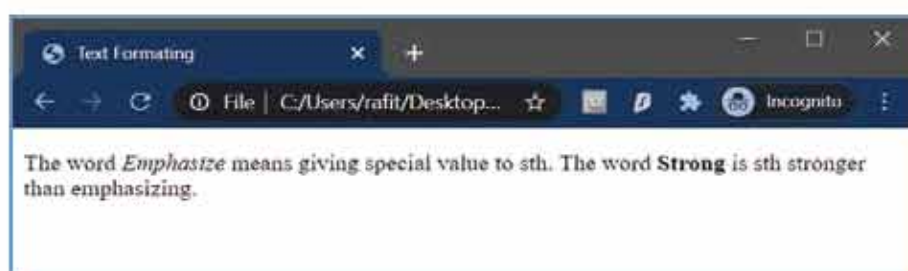 Text Formating
File | C:/Users/rafit/Desktop...
Incognito
The word Emphasize means giving special value to sth. The word Strong is sth stronger
than emphasizing.